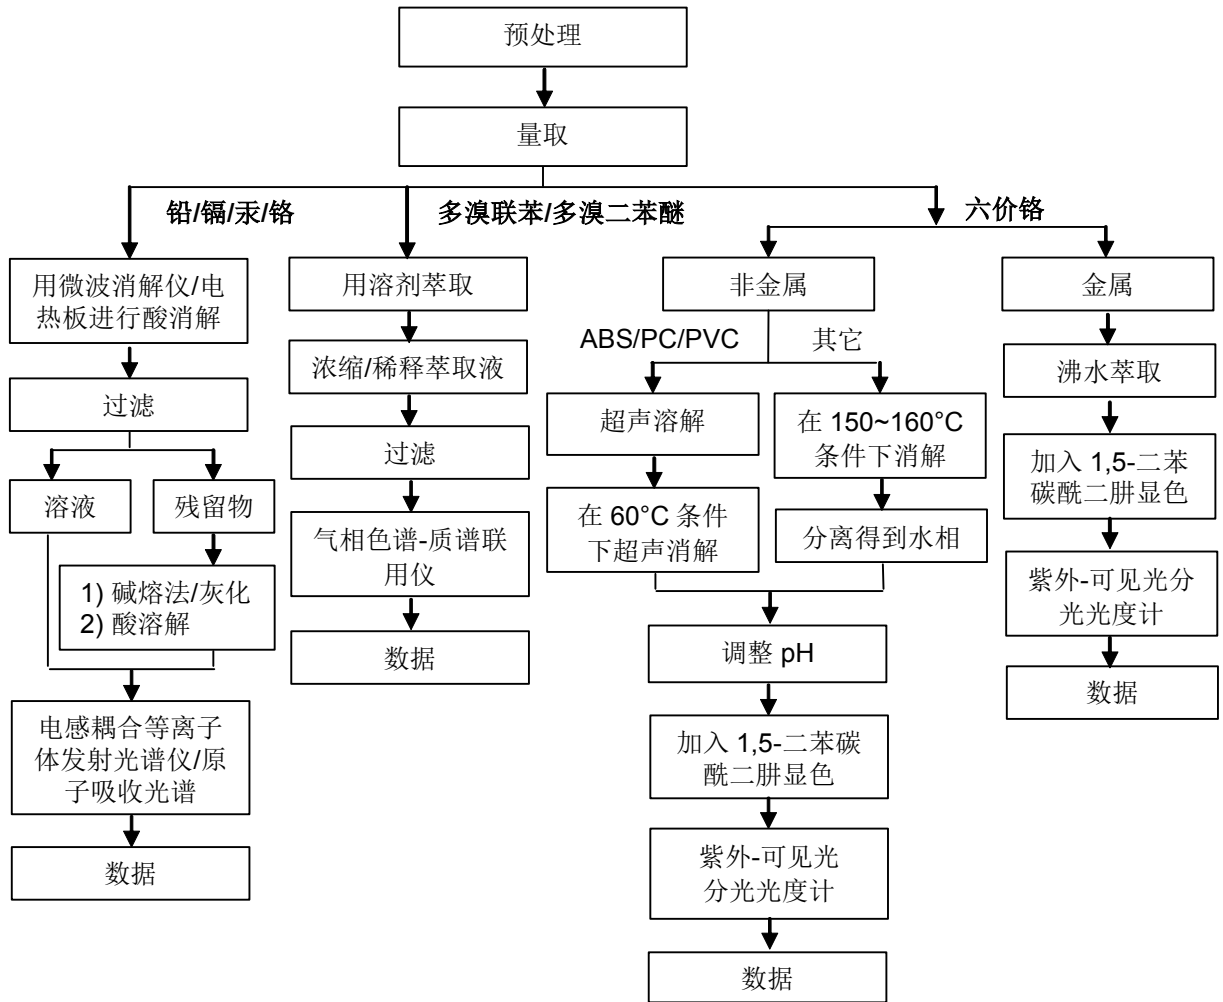 预处理
量取
铅/镉/汞/铬
多溴联苯/多溴二苯醚
六价铬
用微波消解仪/电
热板进行酸消解
过滤
溶液
残留物
1) 碱熔法/灰化
2) 酸溶解
电感耦合等离子
体发射光谱仪/原
子吸收光谱
数据
用溶剂萃取
浓缩/稀释萃取液
过滤
气相色谱-质谱联
用仪
数据
非金属
ABS/PC/PVC
其它
超声溶解
在 60°C 条件
下超声消解
在 150~160°C
条件下消解
分离得到水相
调整 pH
加入 1,5-二苯碳
酰二肼显色
紫外-可见光
分光光度计
数据
金属
沸水萃取
加入 1,5-二苯
碳酰二肼显色
紫外-可见光分
光光度计
数据